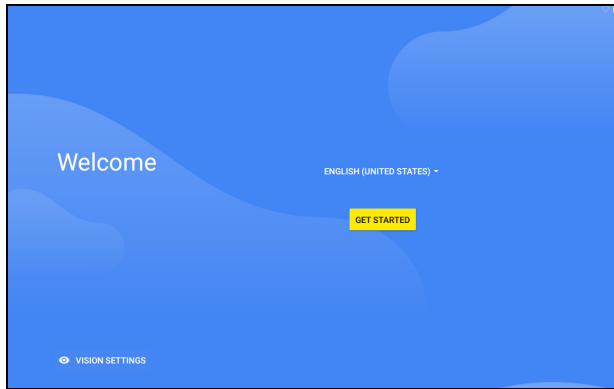 Welcome
ENGLISH (UNITED STATES)
GET STARTED
VISION SETTINGS